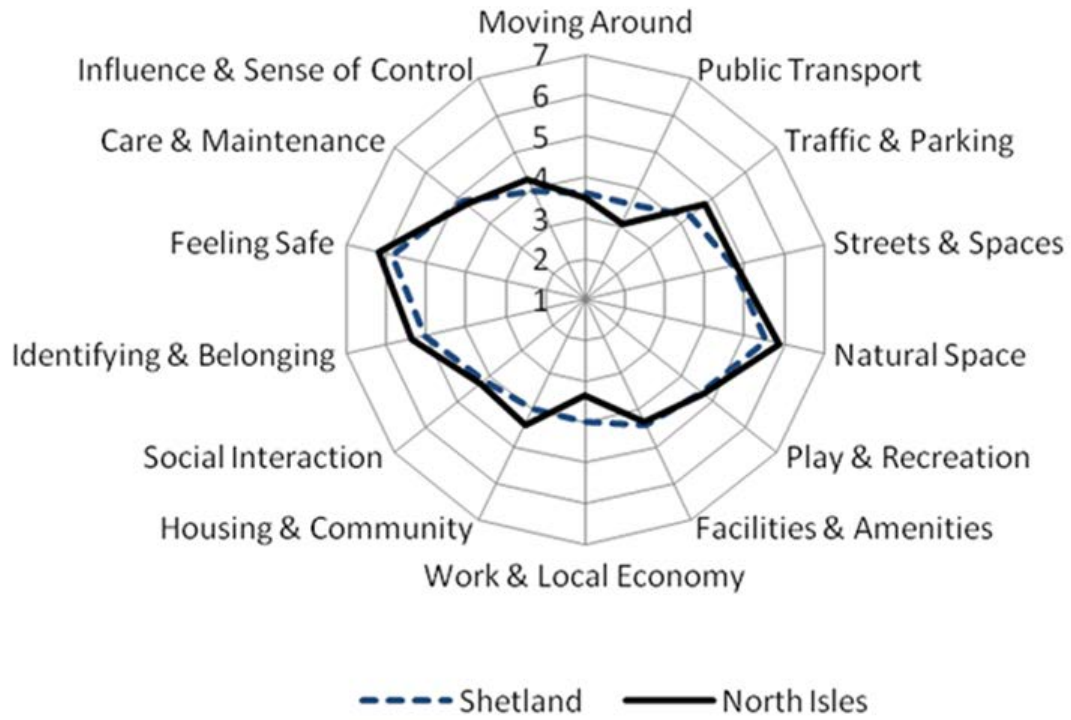 Moving Around
Public Transport
Traffic & Parking
Streets & Spaces
Natural Space
Play & Recreation
Facilities & Amenities
Work & Local Economy
Housing & Community
Social Interaction
Identifying & Belonging
Feeling Safe
Care & Maintenance
Influence & Sense of Control
7
6
5
4
3
2
1
Shetland
North Isles